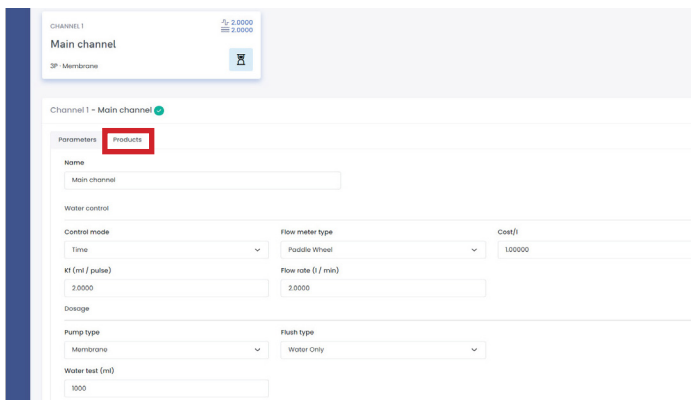 CHANNEL 1
2.0000
2.0000
Main channel
3P - Membrane
Channel 1 - Main channel
Parameters Products
Name
Main channel
Water control
Control mode Flow meter type Cost/l
Time Paddle Wheel 1.00000
Kf (ml / pulse) Flow rate (l / min)
2.0000 2.0000
Dosage
Pump type Flush type
Membrane Water Only
Water test (ml)
1000